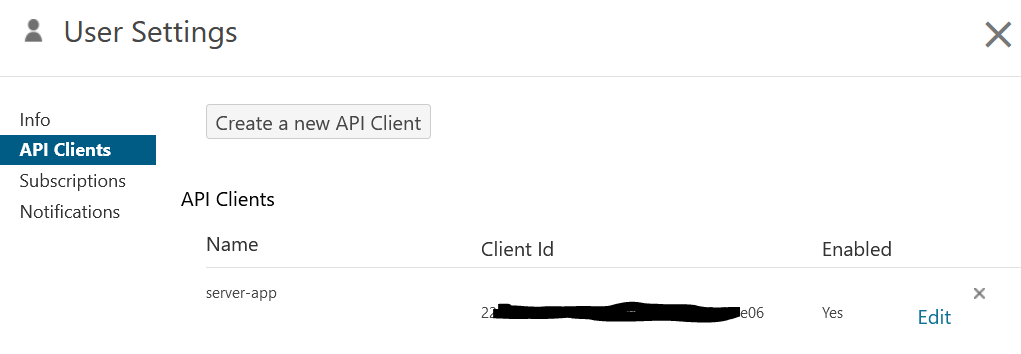 User Settings
Info
API Clients
Subscriptions
Notifications
Create a new API Client
API Clients
Name Client Id Enabled
server-app
22 e06 Yes Edit